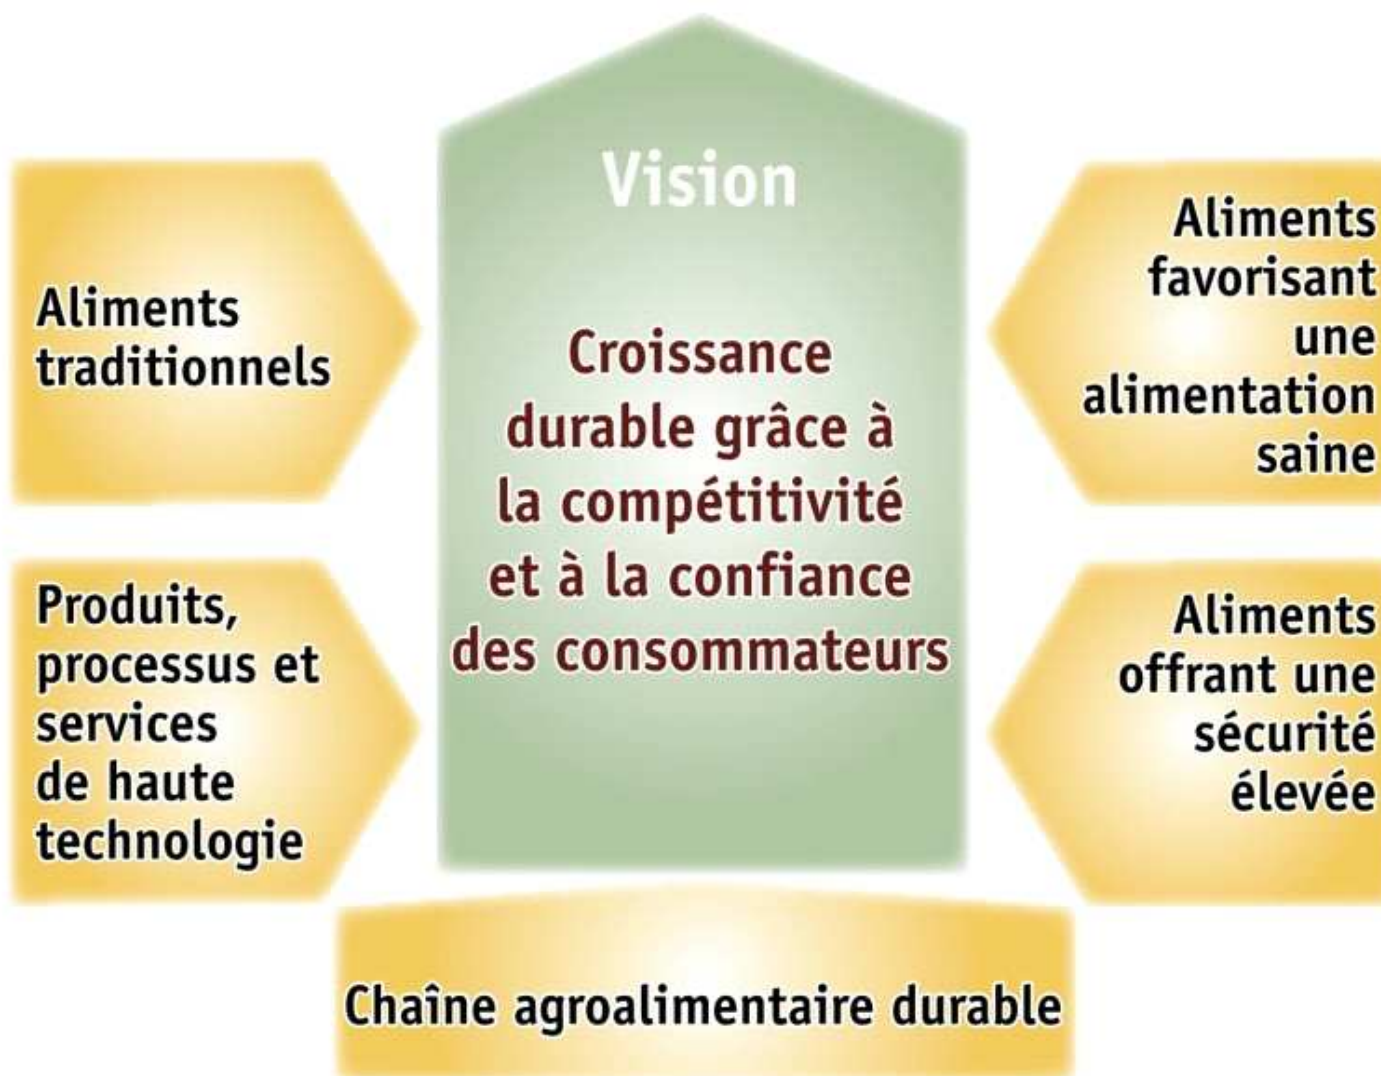 Vision
Croissance
durable grâce à
la compétitivité
et à la confiance
des consommateurs
Aliments
traditionnels
Produits,
processus et
services
de haute
technologie
Aliments
favorisant
une
alimentation
saine
Aliments
offrant une
sécurité
élevée
Chaîne agroalimentaire durable